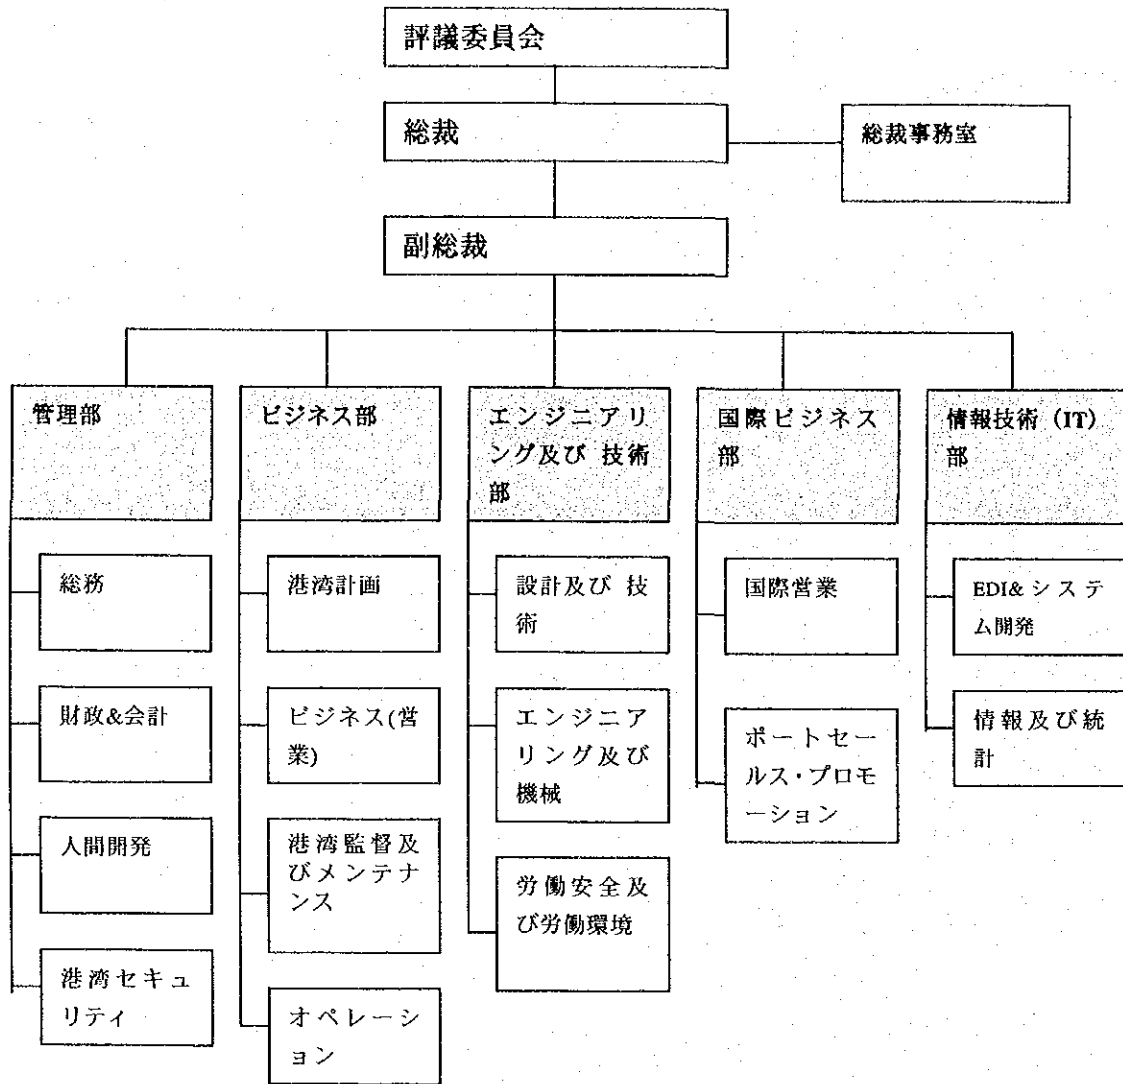 評議委員会
総裁
総裁事務室
副総裁
管理部
ビジネス部
エンジニアリ
ング及び 技術
部
国際ビジネス
部
情報技術（IT）
部
総務
財政&会計
人間開発
港湾セキュ
リティ
港湾計画
ビジネス(営
業)
港湾監督及
びメンテナ
ンス
オペレーシ
ョン
設計及び 技
術
エンジニア
リング及び
機械
労働安全及
び労働環境
国際営業
ポートセー
ルス・プロモ
ーション
EDI&システ
ム開発
情報及び統
計